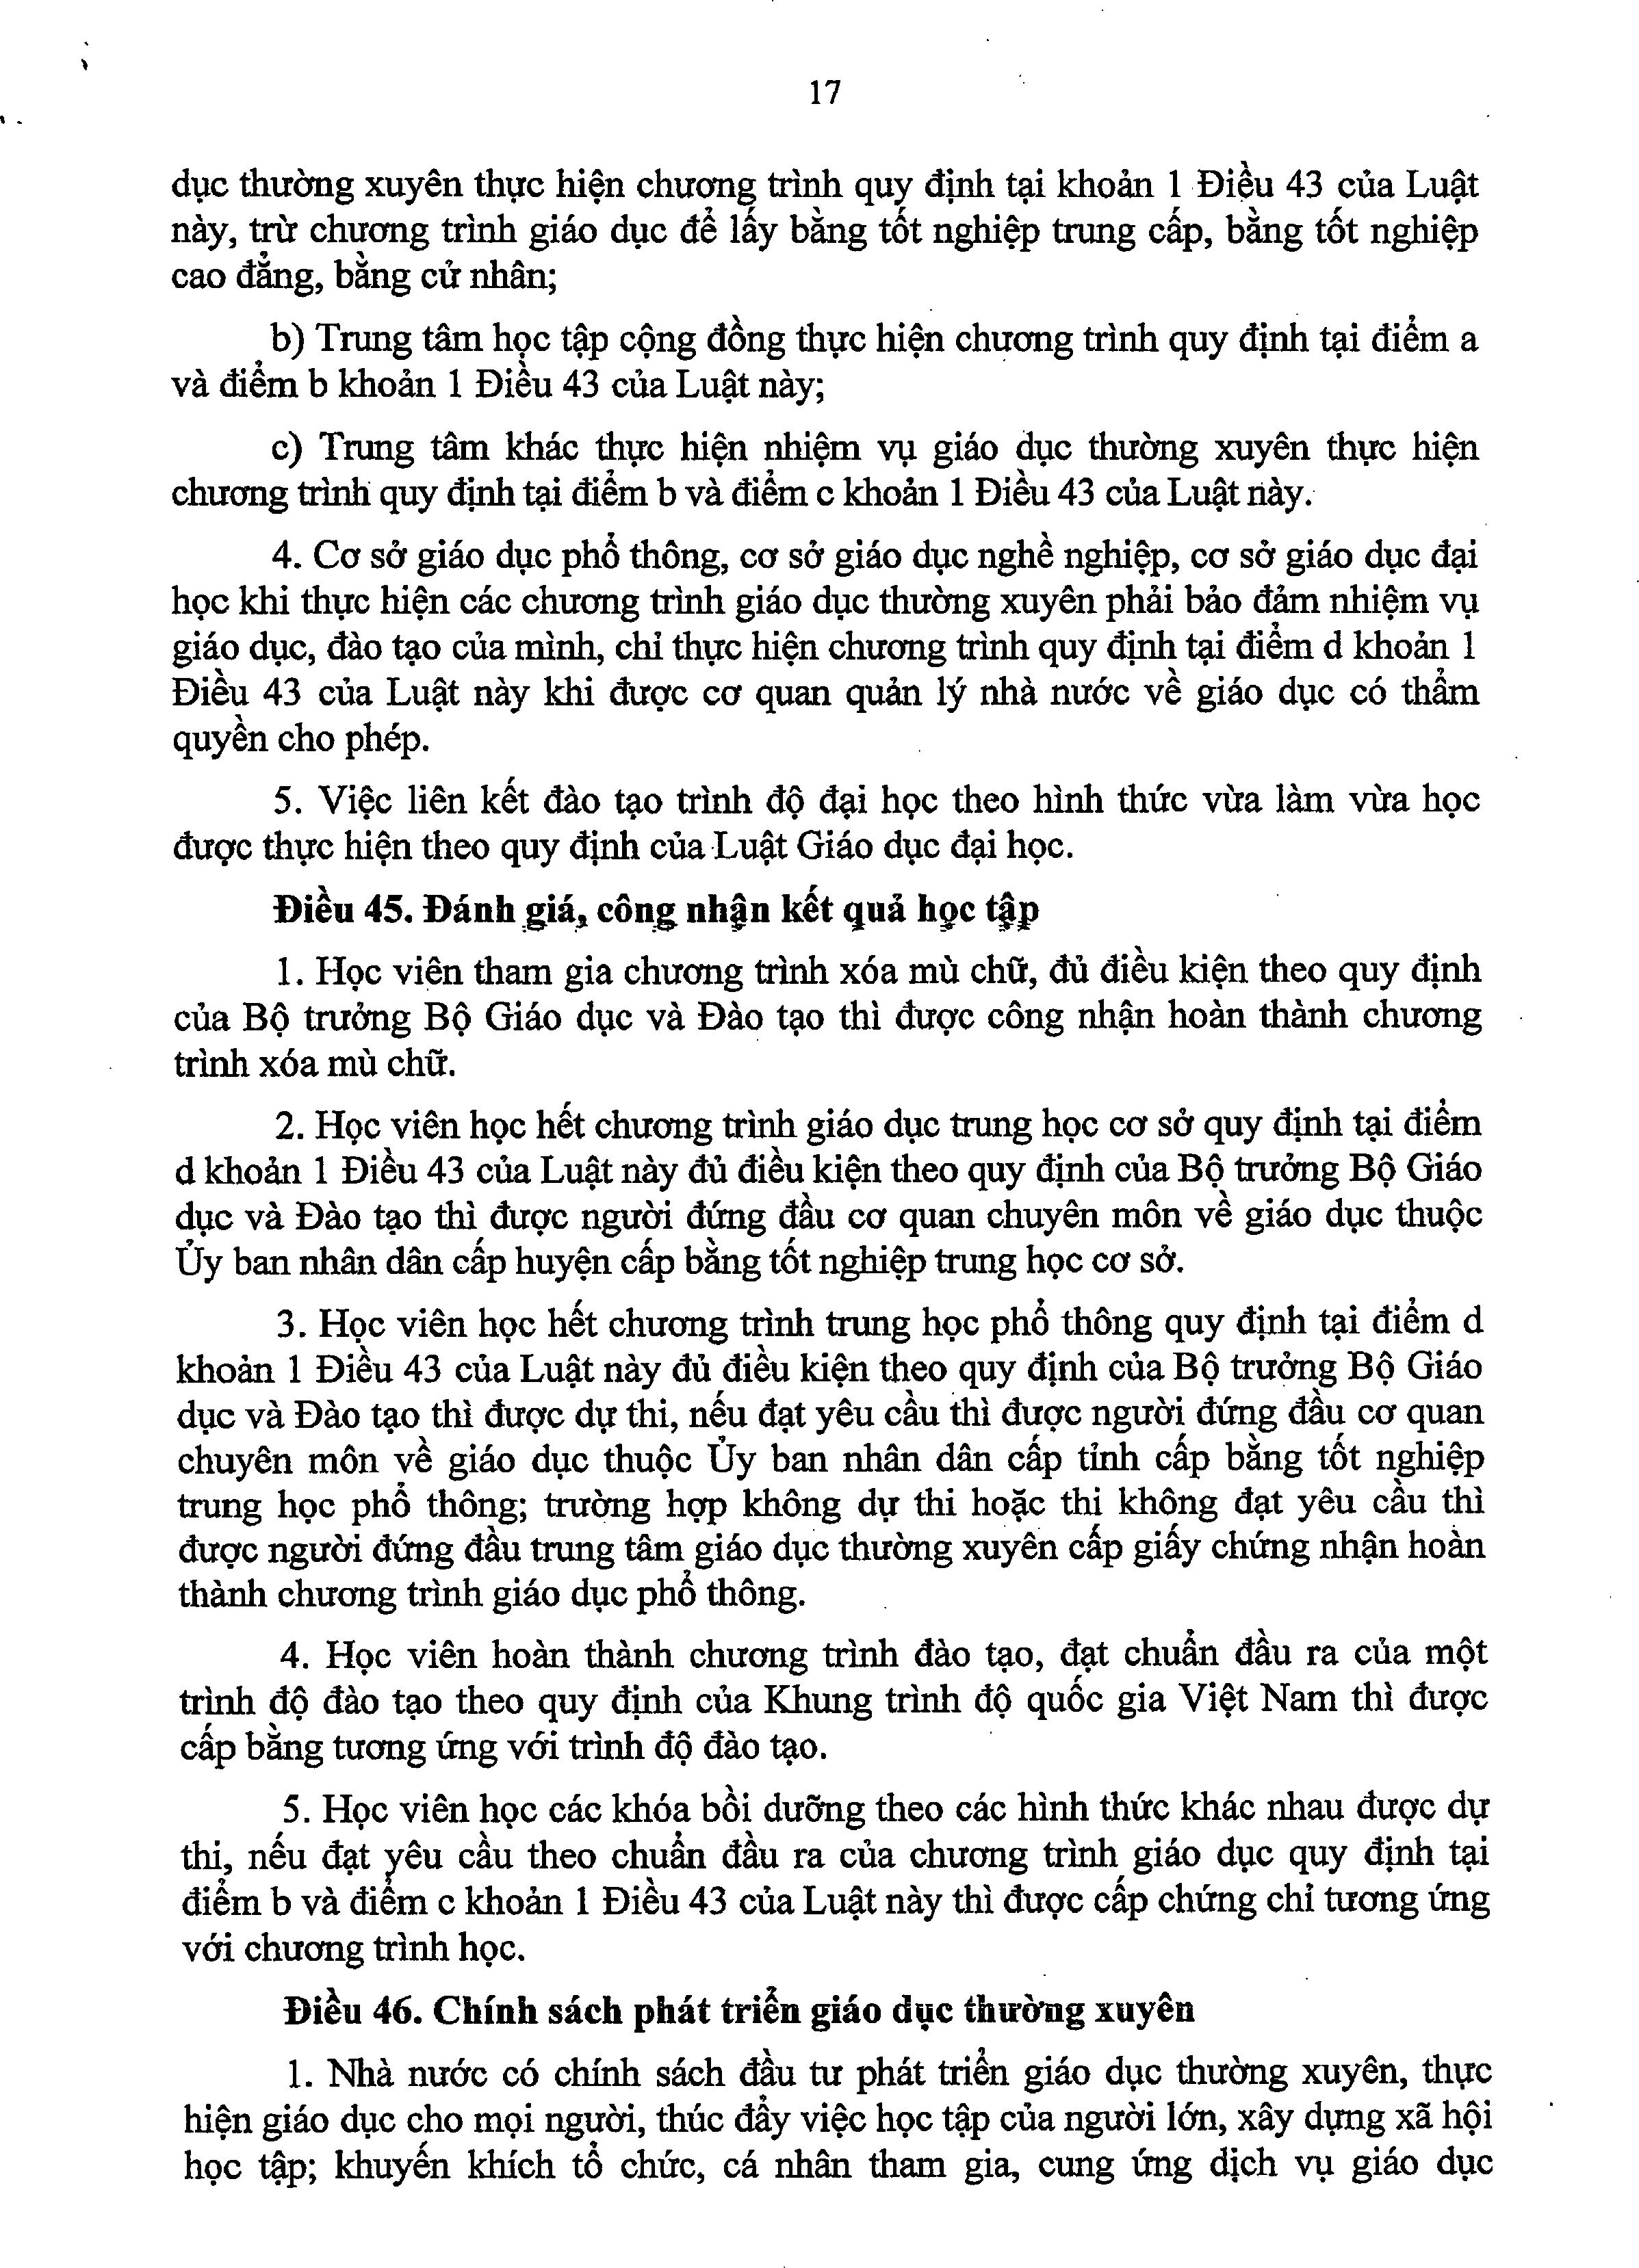 17
dục thường xuyên thực hiện chương trình quy định tại khoản 1 Điều 43 của Luật
này, trừ chương trình giáo dục để lấy bằng tốt nghiệp trung cấp, bằng tốt nghiệp
cao đẳng, bằng cử nhân;
b) Trung tâm học tập cộng đồng thực hiện chương trình quy định tại điểm a
và điểm b khoản 1 Điều 43 của Luật này;
c) Trung tâm khác thực hiện nhiệm vụ giáo dục thường xuyên thực hiện
chương trình quy định tại điểm b và điểm c khoản 1 Điều 43 của Luật này.
4. Cơ sở giáo dục phổ thông, cơ sở giáo dục nghề nghiệp, cơ sở giáo dục đại
học khi thực hiện các chương trình giáo dục thường xuyên phải bảo đảm nhiệm vụ
giáo dục, đào tạo của mình, chỉ thực hiện chương trình quy định tại điểm d khoản 1
Điều 43 của Luật này khi được cơ quan quản lý nhà nước về giáo dục có thẩm
quyền cho phép.
5. Việc liên kết đào tạo trình độ đại học theo hình thức vừa làm vừa học
được thực hiện theo quy định của Luật Giáo dục đại học.
Điều 45. Đánh giá, công nhận kết quả học tập
1. Học viên tham gia chương trình xóa mù chữ, đủ điều kiện theo quy định
của Bộ trưởng Bộ Giáo dục và Đào tạo thì được công nhận hoàn thành chương
trình xóa mù chữ.
2. Học viên học hết chương trình giáo dục trung học cơ sở quy định tại điểm
d khoản 1 Điều 43 của Luật này đủ điều kiện theo quy định của Bộ trưởng Bộ Giáo
dục và Đào tạo thì được người đứng đầu cơ quan chuyên môn về giáo dục thuộc
Ủy ban nhân dân cấp huyện cấp bằng tốt nghiệp trung học cơ sở.
3. Học viên học hết chương trình trung học phổ thông quy định tại điểm d
khoản 1 Điều 43 của Luật này đủ điều kiện theo quy định của Bộ trưởng Bộ Giáo
dục và Đào tạo thì được dự thi, nếu đạt yêu cầu thì được người đứng đầu cơ quan
chuyên môn về giáo dục thuộc Ủy ban nhân dân cấp tỉnh cấp bằng tốt nghiệp
trung học phổ thông; trường hợp không dự thi hoặc thi không đạt yêu cầu thì
được người đứng đầu trung tâm giáo dục thường xuyên cấp giấy chứng nhận hoàn
thành chương trình giáo dục phổ thông.
4. Học viên hoàn thành chương trình đào tạo, đạt chuẩn đầu ra của một
trình độ đào tạo theo quy định của Khung trình độ quốc gia Việt Nam thì được
cấp bằng tương ứng với trình độ đào tạo.
5. Học viên học các khóa bồi dưỡng theo các hình thức khác nhau được dự
thi, nếu đạt yêu cầu theo chuẩn đầu ra của chương trình giáo dục quy định tại
điểm b và điểm c khoản 1 Điều 43 của Luật này thì được cấp chứng chỉ tương ứng
với chương trình học.
Điều 46. Chính sách phát triển giáo dục thường xuyên
1. Nhà nước có chính sách đầu tư phát triển giáo dục thường xuyên, thực
hiện giáo dục cho mọi người, thúc đẩy việc học tập của người lớn, xây dựng xã hội
học tập; khuyến khích tổ chức, cá nhân tham gia, cung ứng dịch vụ giáo dục